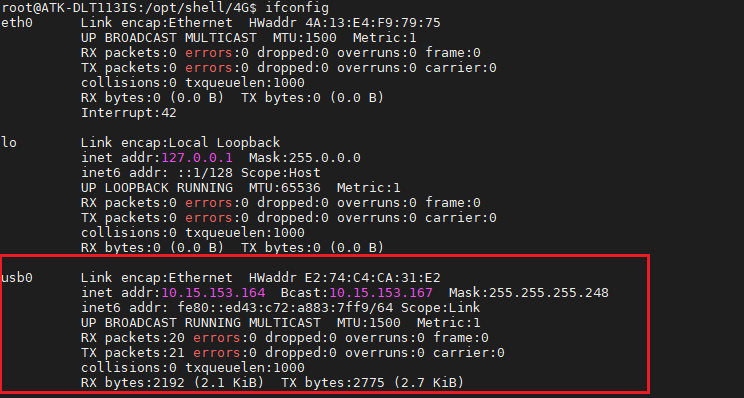 root@ATK-DLT113IS:/opt/shell/4G$ ifconfig
eth0      Link encap:Ethernet  HWaddr 4A:13:E4:F9:79:75
          UP BROADCAST MULTICAST  MTU:1500  Metric:1
          RX packets:0 errors:0 dropped:0 overruns:0 frame:0
          TX packets:0 errors:0 dropped:0 overruns:0 carrier:0
          collisions:0 txqueuelen:1000
          RX bytes:0 (0.0 B)  TX bytes:0 (0.0 B)
          Interrupt:42
lo        Link encap:Local Loopback
          inet addr:127.0.0.1  Mask:255.0.0.0
          inet6 addr: ::1/128 Scope:Host
          UP LOOPBACK RUNNING  MTU:65536  Metric:1
          RX packets:0 errors:0 dropped:0 overruns:0 frame:0
          TX packets:0 errors:0 dropped:0 overruns:0 carrier:0
          collisions:0 txqueuelen:1000
          RX bytes:0 (0.0 B)  TX bytes:0 (0.0 B)
usb0      Link encap:Ethernet  HWaddr E2:74:C4:CA:31:E2
          inet addr:10.15.153.164  Bcast:10.15.153.167  Mask:255.255.255.248
          inet6 addr: fe80::ed43:c72:a883:7ff9/64 Scope:Link
          UP BROADCAST RUNNING MULTICAST  MTU:1500  Metric:1
          RX packets:20 errors:0 dropped:0 overruns:0 frame:0
          TX packets:21 errors:0 dropped:0 overruns:0 carrier:0
          collisions:0 txqueuelen:1000
          RX bytes:2192 (2.1 KiB)  TX bytes:2775 (2.7 KiB)